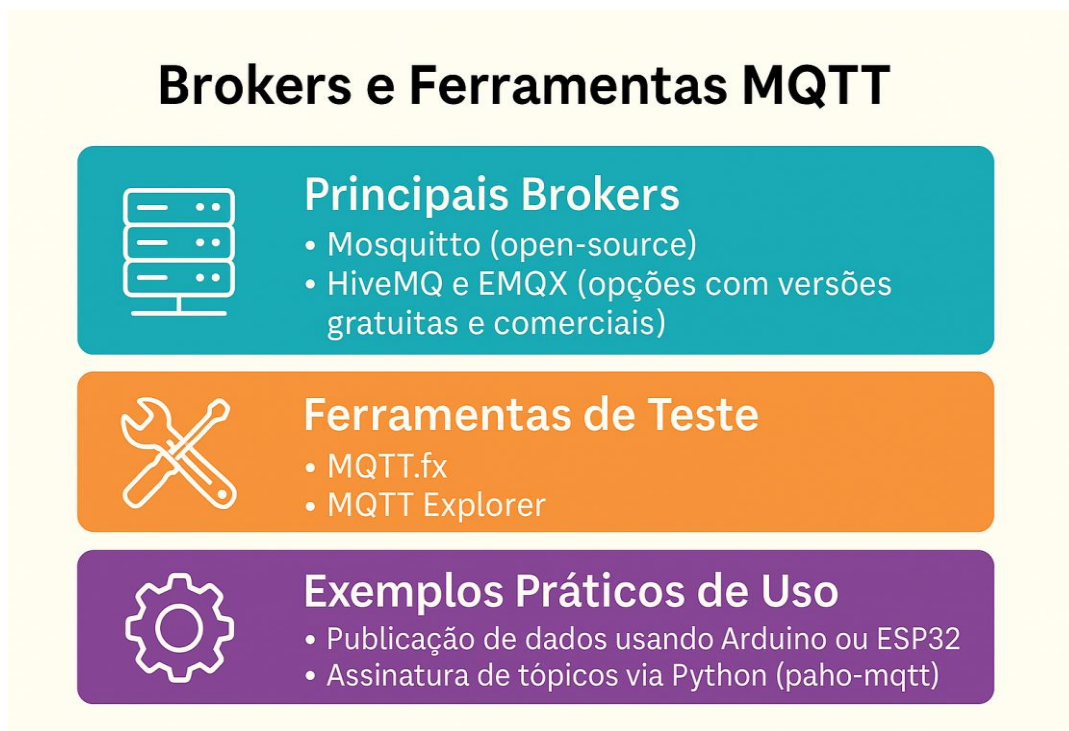 Brokers e Ferramentas MQTT
Principais Brokers
• Mosquitto (open-source)
• HiveMQ e EMQX (opções com versões
gratuitas e comerciais)
Ferramentas de Teste
• MQTT.fx
• MQTT Explorer
Exemplos Práticos de Uso
• Publicação de dados usando Arduino ou ESP32
• Assinatura de tópicos via Python (paho-mqtt)